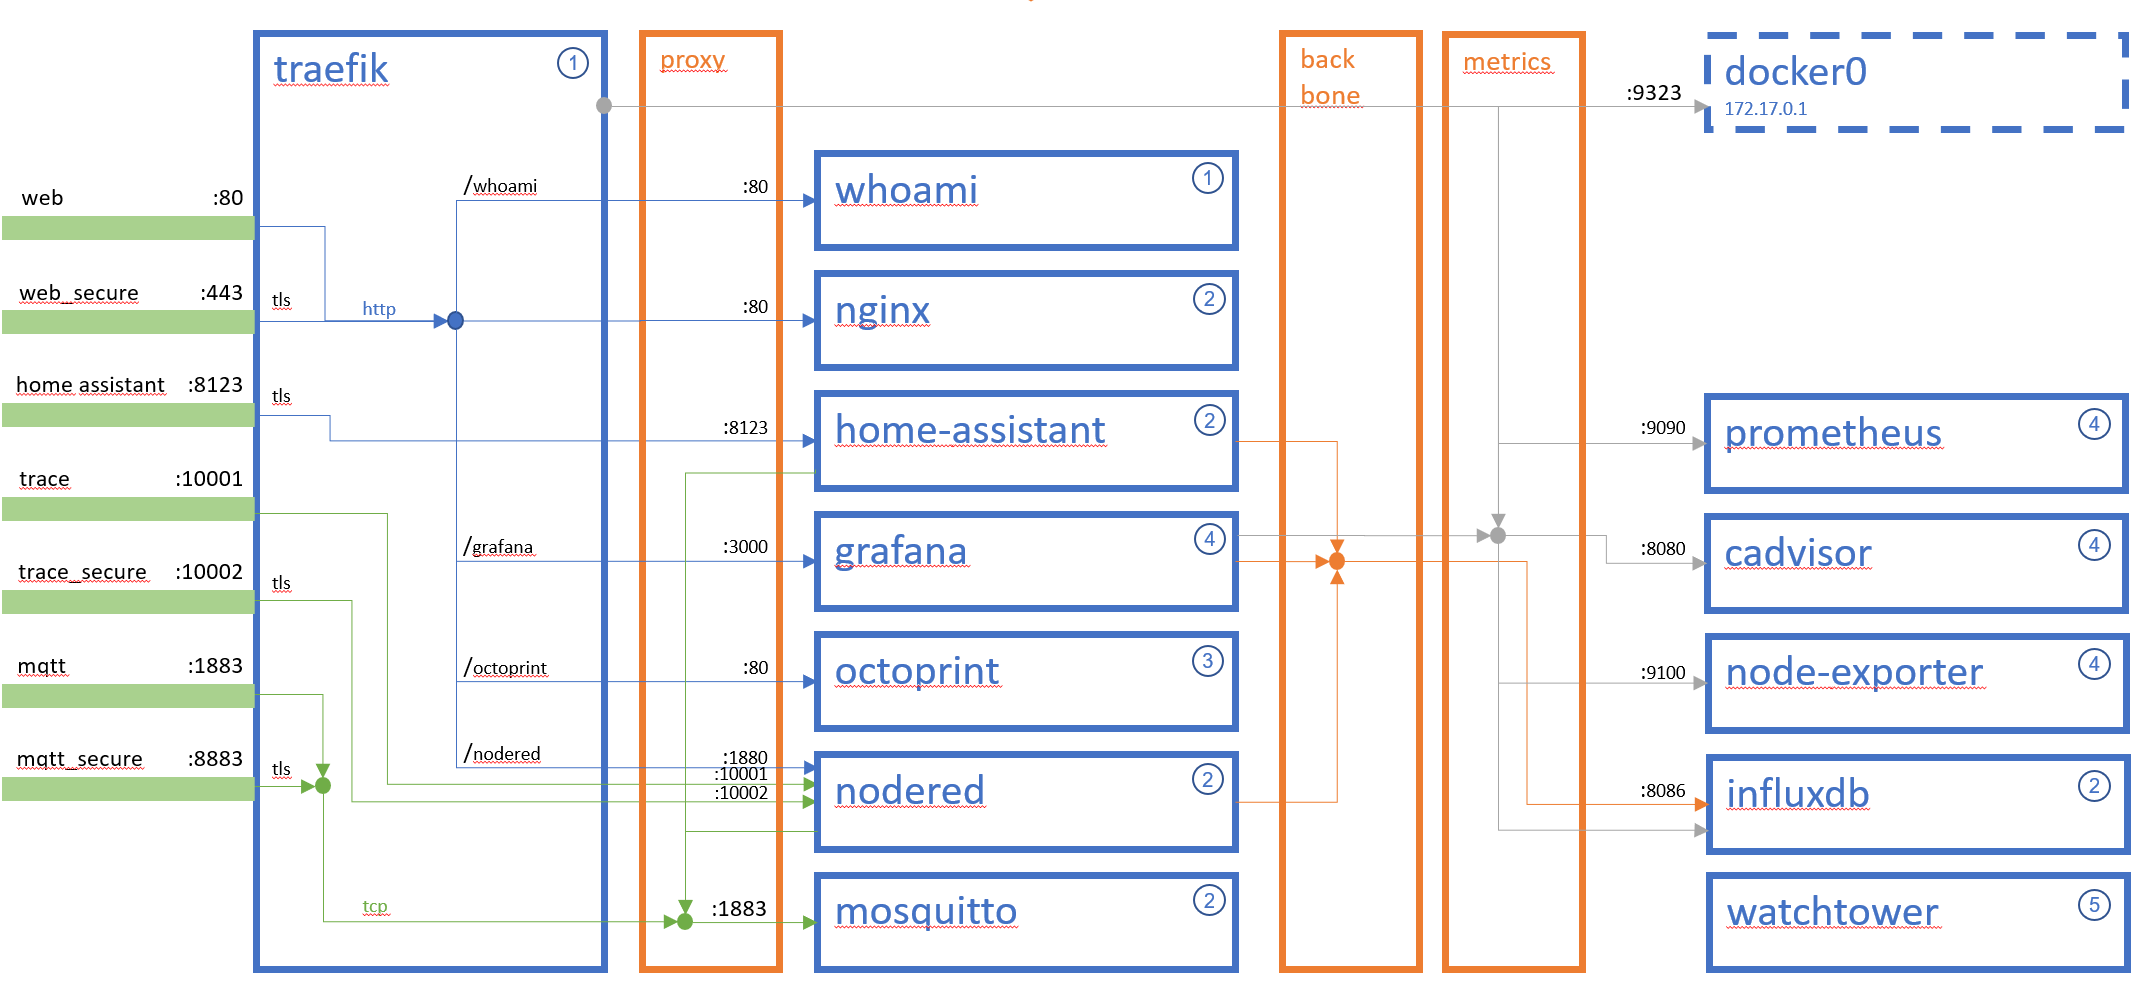 traefik
1
proxy
back
bone
metrics
:9323
docker0
172.17.0.1
web :80
/whoami
:80
whoami
1
web_secure :443
tls
http
:80
nginx
2
home assistant :8123
tls
:8123
home-assistant
2
:9090
prometheus
4
trace :10001
/grafana
:3000
grafana
4
:8080
cadvisor
4
trace_secure :10002
tls
/octoprint
:80
octoprint
3
:9100
node-exporter
4
mqtt :1883
/nodered
:1880
:10001
:10002
nodered
2
:8086
influxdb
2
mqtt_secure :8883
tls
tcp
:1883
mosquitto
2
watchtower
5